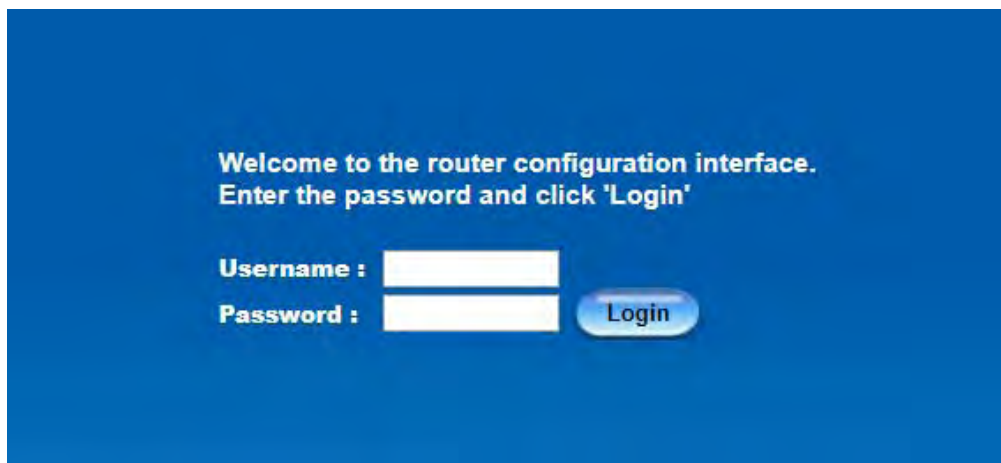 Welcome to the router configuration interface.
Enter the password and click 'Login'
Username :
Password :
Login